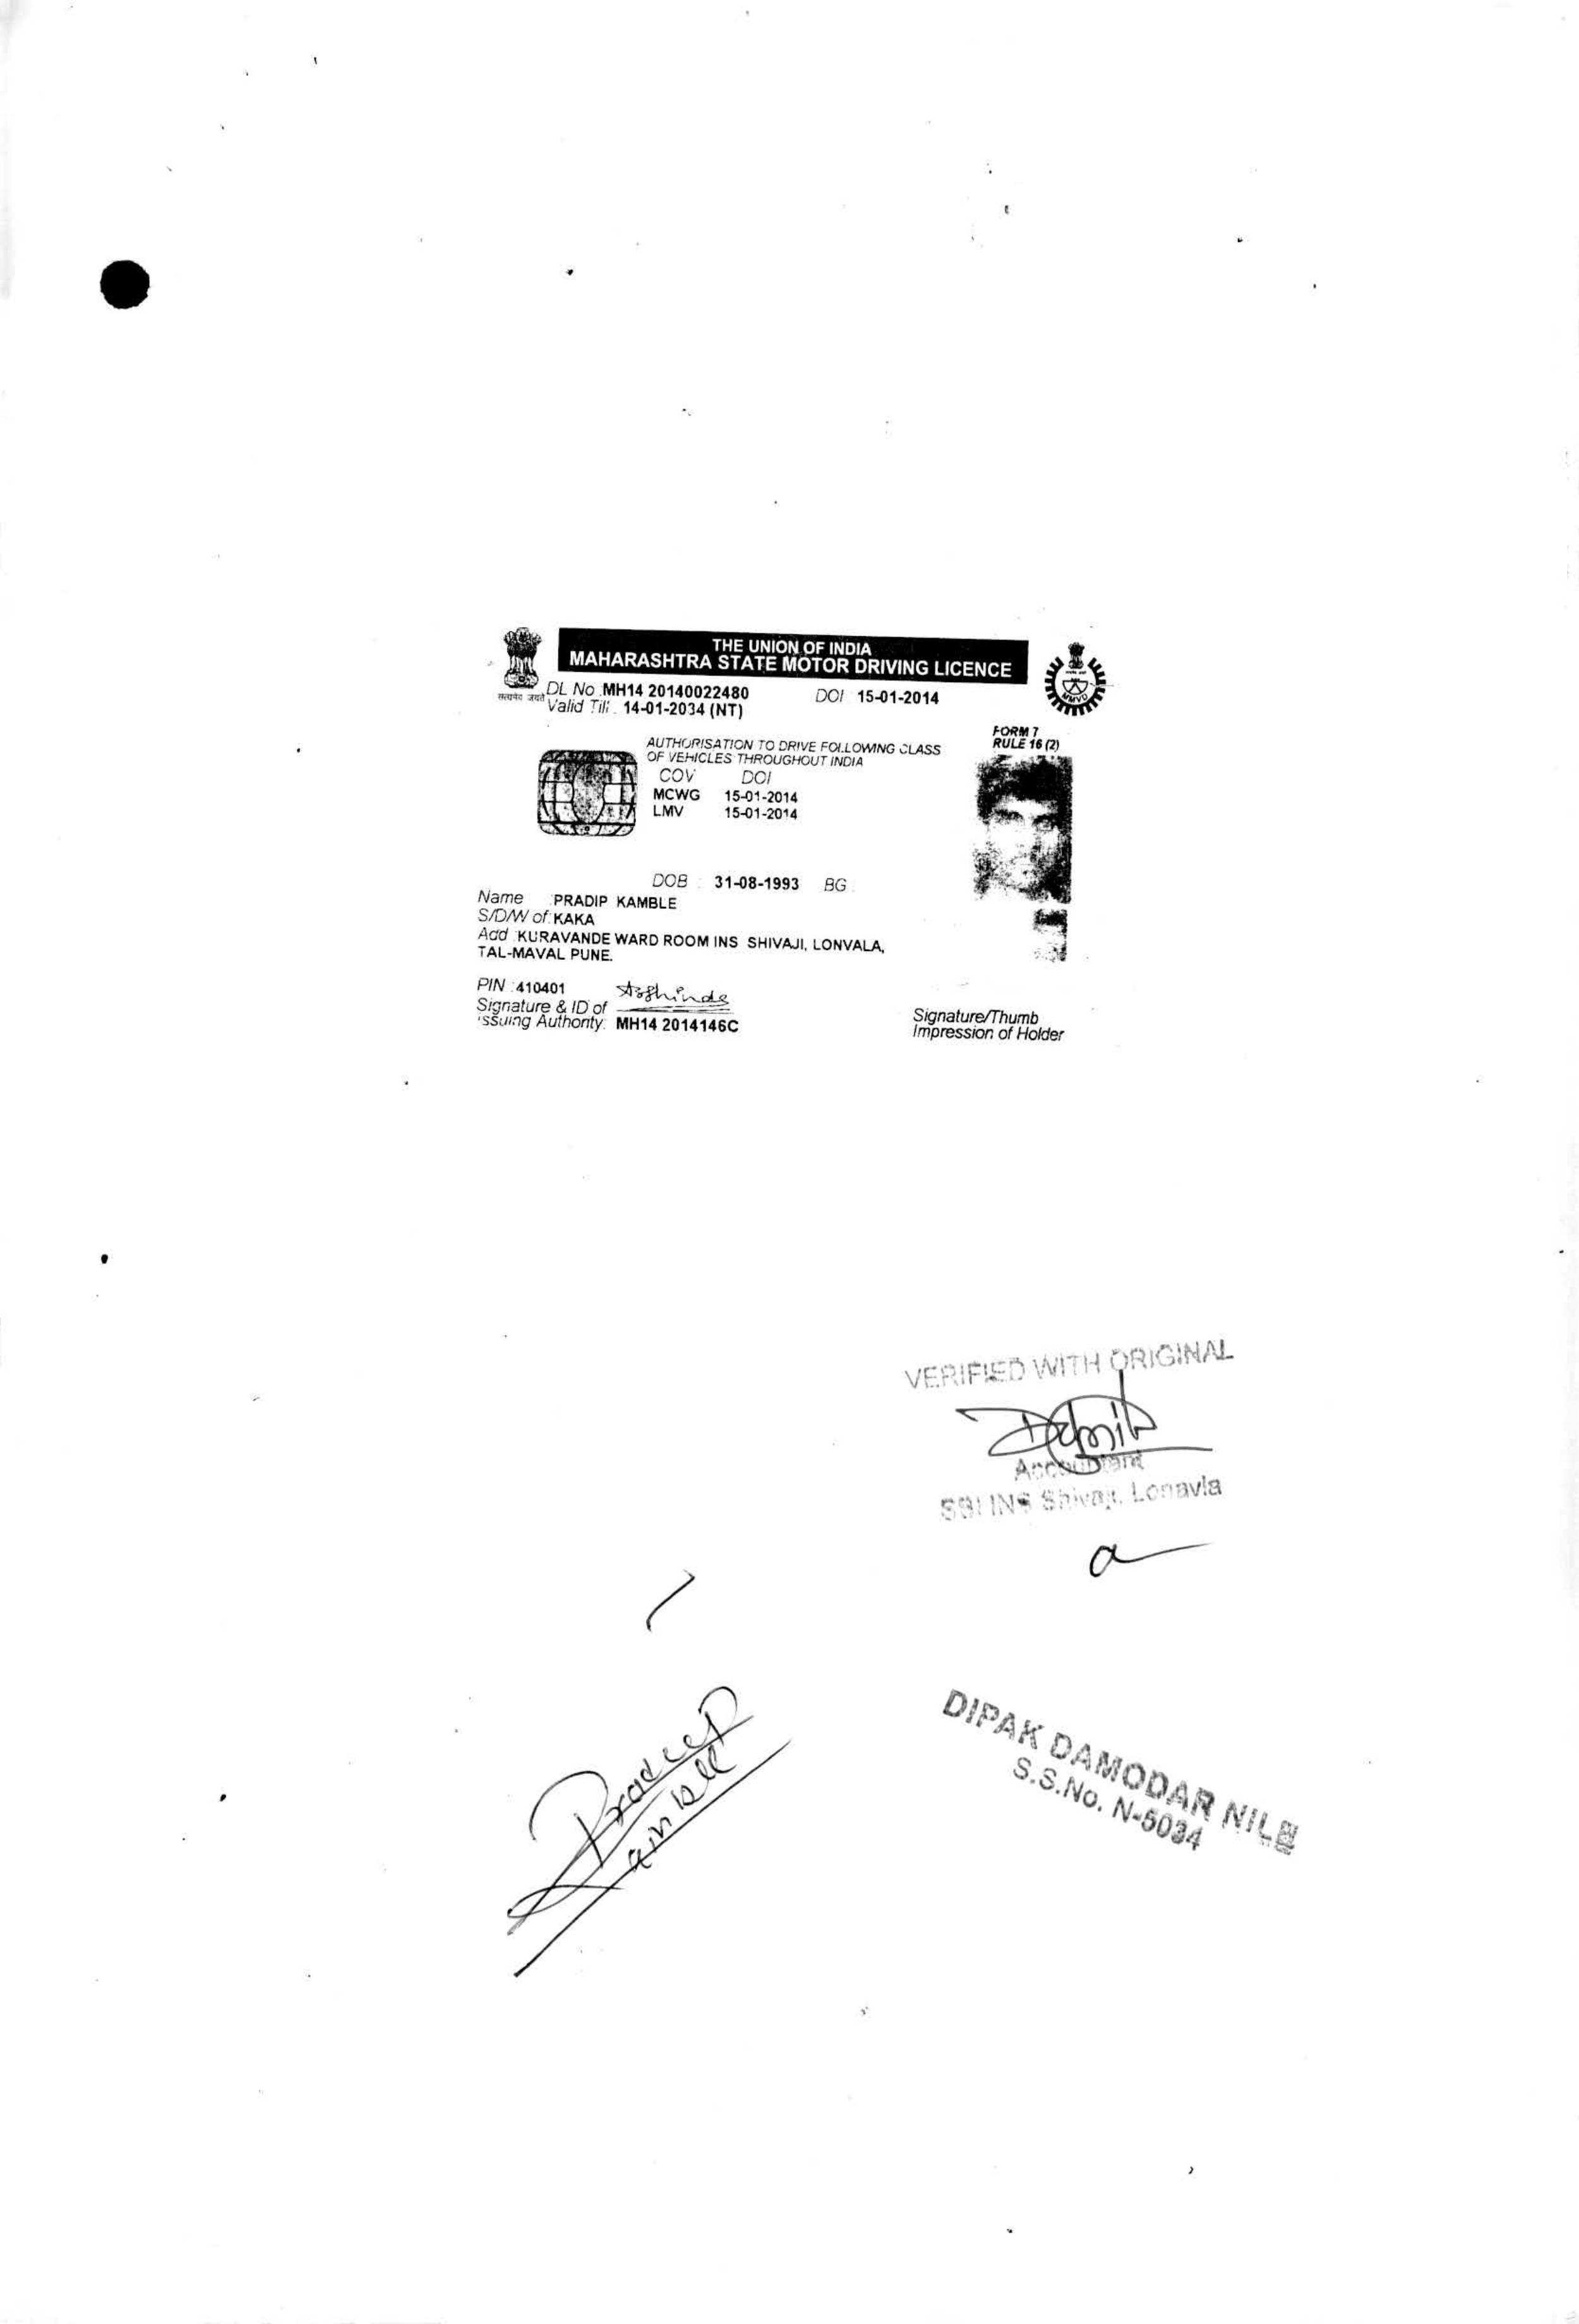 THE UNION OF INDIA
MAHARASHTRA STATE MOTOR DRIVING LICENCE
सत्यमेव जयते
DL No MH14 20140022480 DOI 15-01-2014
Valid Till 14-01-2034 (NT)
FORM 7
RULE 16 (2)
AUTHORISATION TO DRIVE FOLLOWING CLASS
OF VEHICLES THROUGHOUT INDIA
COV DOI
MCWG 15-01-2014
LMV 15-01-2014
MMVD
DOB : 31-08-1993 BG
Name : PRADIP KAMBLE
S/D/W of: KAKA
Add KURAVANDE WARD ROOM INS SHIVAJI, LONVALA,
TAL-MAVAL PUNE.
PIN : 410401
Signature & ID of
Issuing Authority: MH14 2014146C
Signature/Thumb
Impression of Holder
VERIFIED WITH ORIGINAL
Accountant
SSI INS Shivaji, Lonavla
Pradeep
DIPAK DAMODAR NILE
S.S.No. N-5034